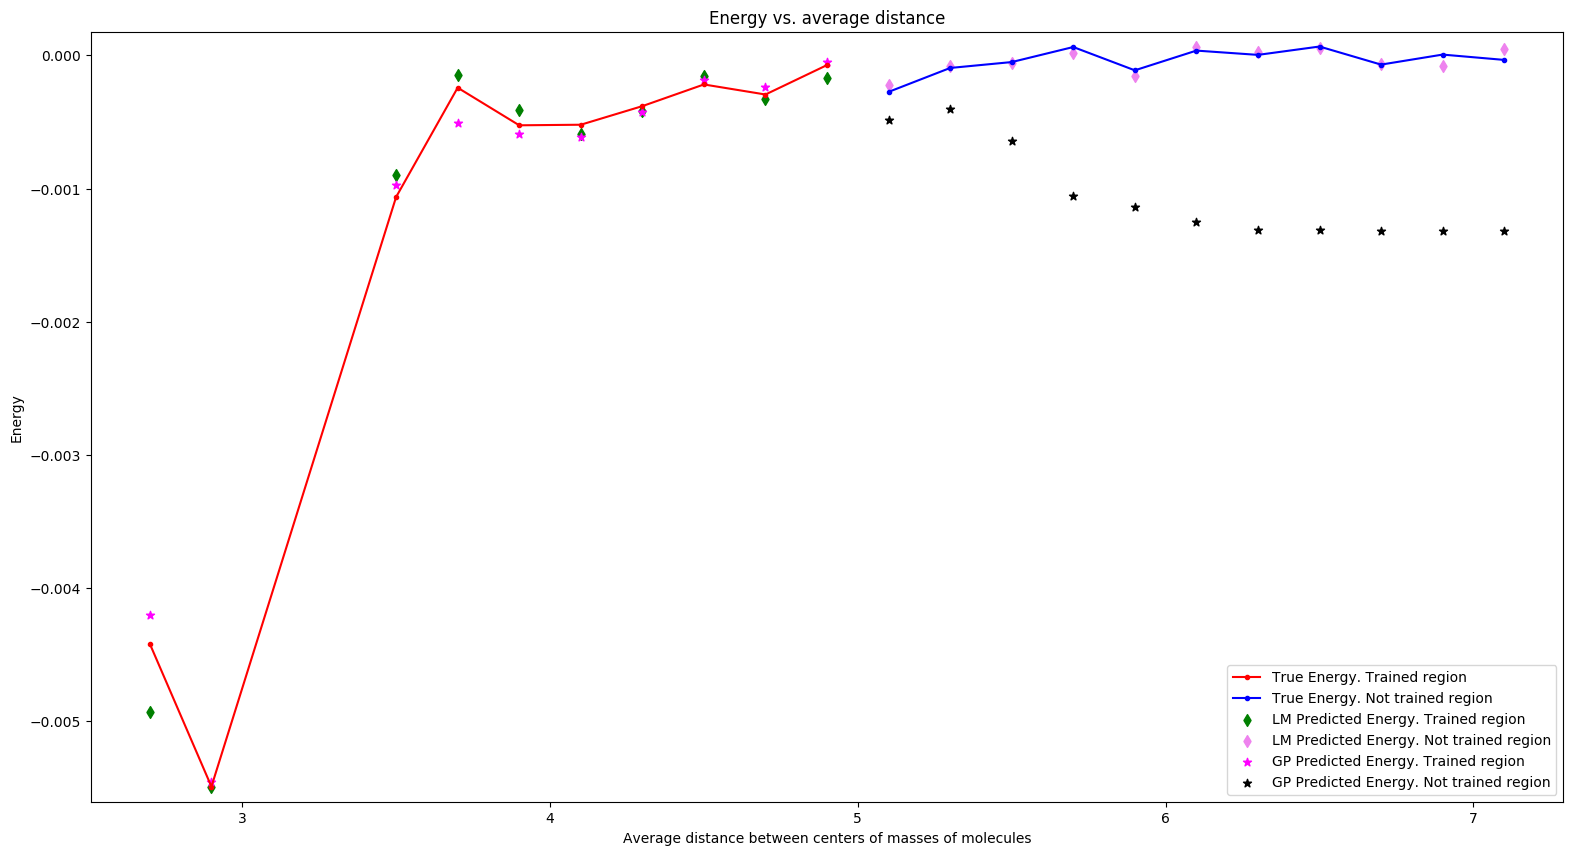 Energy vs. average distance
0.000
−0.001
−0.002
−0.003
−0.004
−0.005
Energy
3
4
5
6
7
Average distance between centers of masses of molecules
True Energy. Trained region
True Energy. Not trained region
LM Predicted Energy. Trained region
LM Predicted Energy. Not trained region
GP Predicted Energy. Trained region
GP Predicted Energy. Not trained region